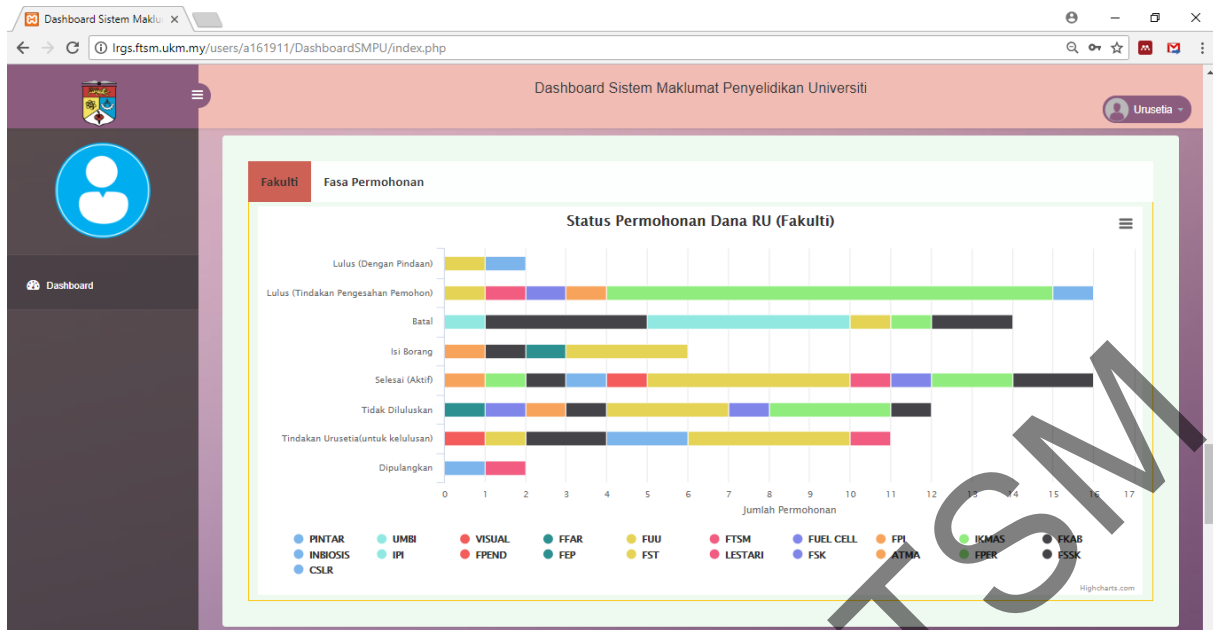 Dashboard Sistem Maklu
lrgs.ftsm.ukm.my/users/a161911/DashboardSMPU/index.php
Dashboard Sistem Maklumat Penyelidikan Universiti
Urusetia
Dashboard
Fakulti Fasa Permohonan
Status Permohonan Dana RU (Fakulti)
Lulus (Dengan Pindaan)
Lulus (Tindakan Pengesahan Pemohon)
Batal
Isi Borang
Selesai (Aktif)
Tidak Diluluskan
Tindakan Urusetia(untuk kelulusan)
Dipulangkan
0 1 2 3 4 5 6 7 8 9 10 11 12 13 14 15 16 17
Jumlah Permohonan
PINTAR UMBI VISUAL FFAR FUU FTSM FUEL CELL FPI IKMAS FKAB
INBIOSIS IPI FPEND FEP FST LESTARI FSK ATMA FPER FSSK
CSLR
Highcharts.com
TSM